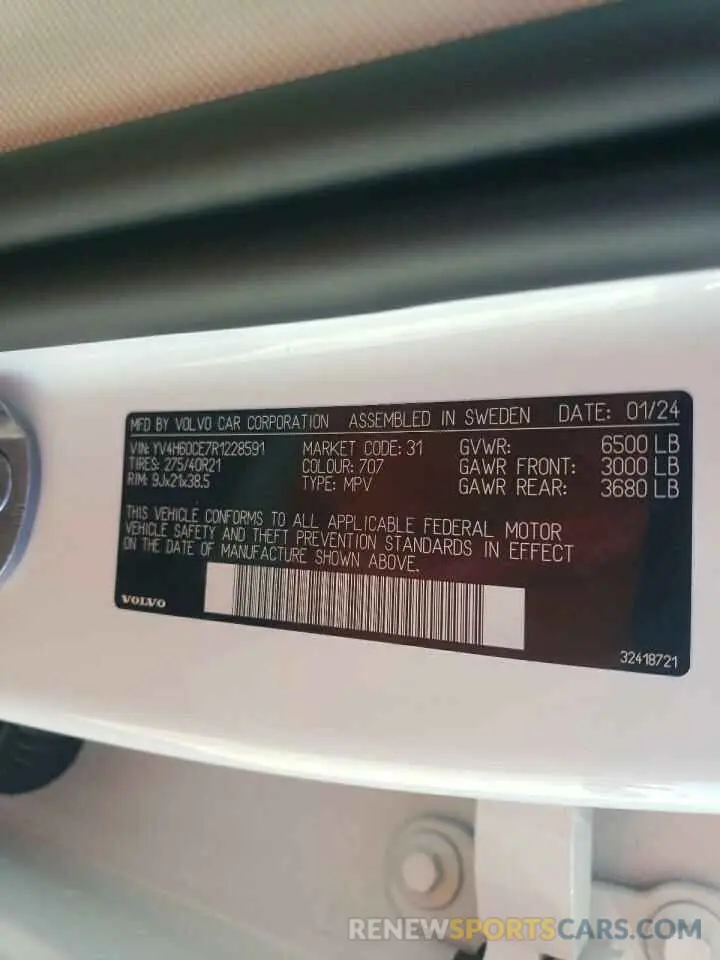 MFD BY VOLVO CAR CORPORATION ASSEMBLED IN SWEDEN DATE: 01/24
VIN: YV4H60CE7R1228591 MARKET CODE: 31 GVWR: 6500 LB
TIRES: 275/40R21 COLOUR: 707 GAWR FRONT: 3000 LB
RIM: 9Jx21x38.5 TYPE: MPV GAWR REAR: 3680 LB
THIS VEHICLE CONFORMS TO ALL APPLICABLE FEDERAL MOTOR
VEHICLE SAFETY AND THEFT PREVENTION STANDARDS IN EFFECT
ON THE DATE OF MANUFACTURE SHOWN ABOVE.
VOLVO
32418721
RENEWSPORTSCARS.COM